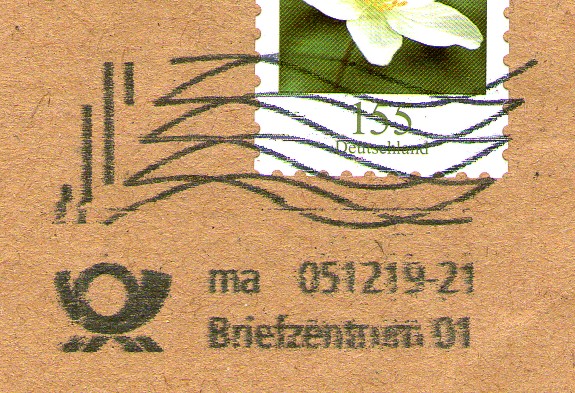 155
Deutschland
ma 051219-21
Briefzentrum 01